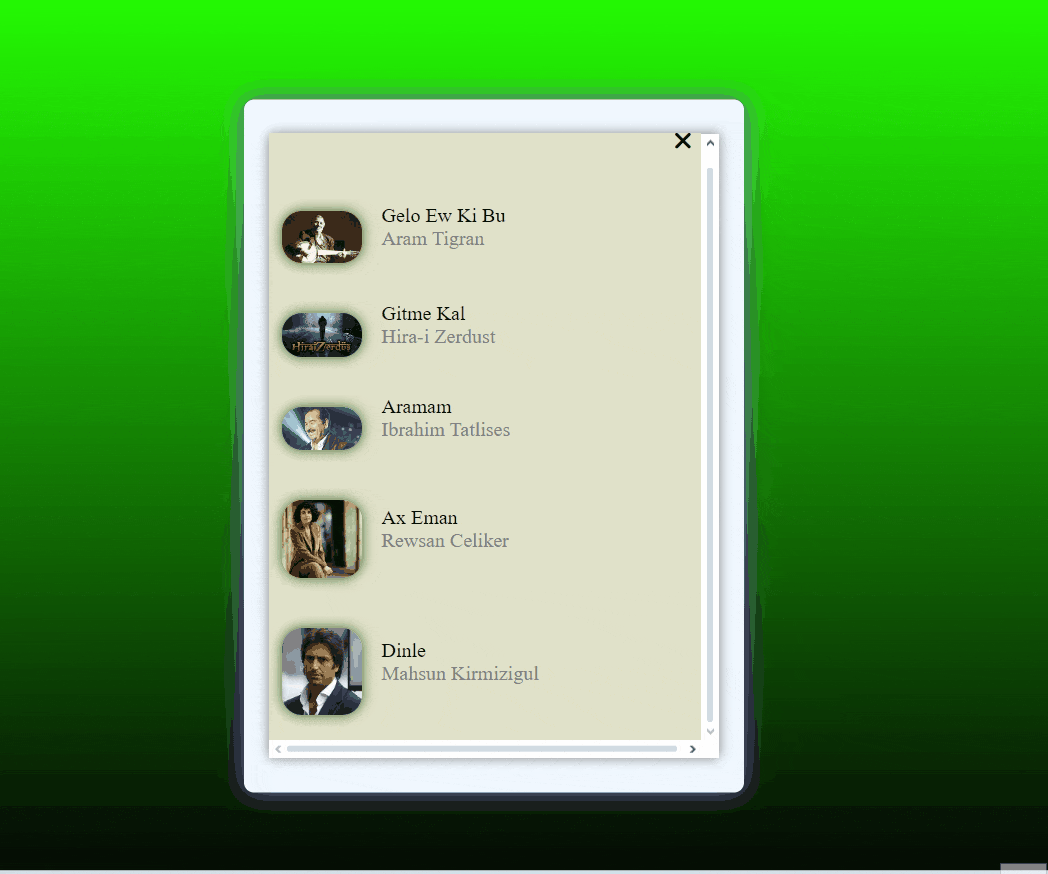 Gelo Ew Ki Bu
Aram Tigran
Gitme Kal
Hira-i Zerdust
HiraiZerdüş
Aramam
Ibrahim Tatlises
Ax Eman
Rewsan Celiker
Dinle
Mahsun Kirmizigul